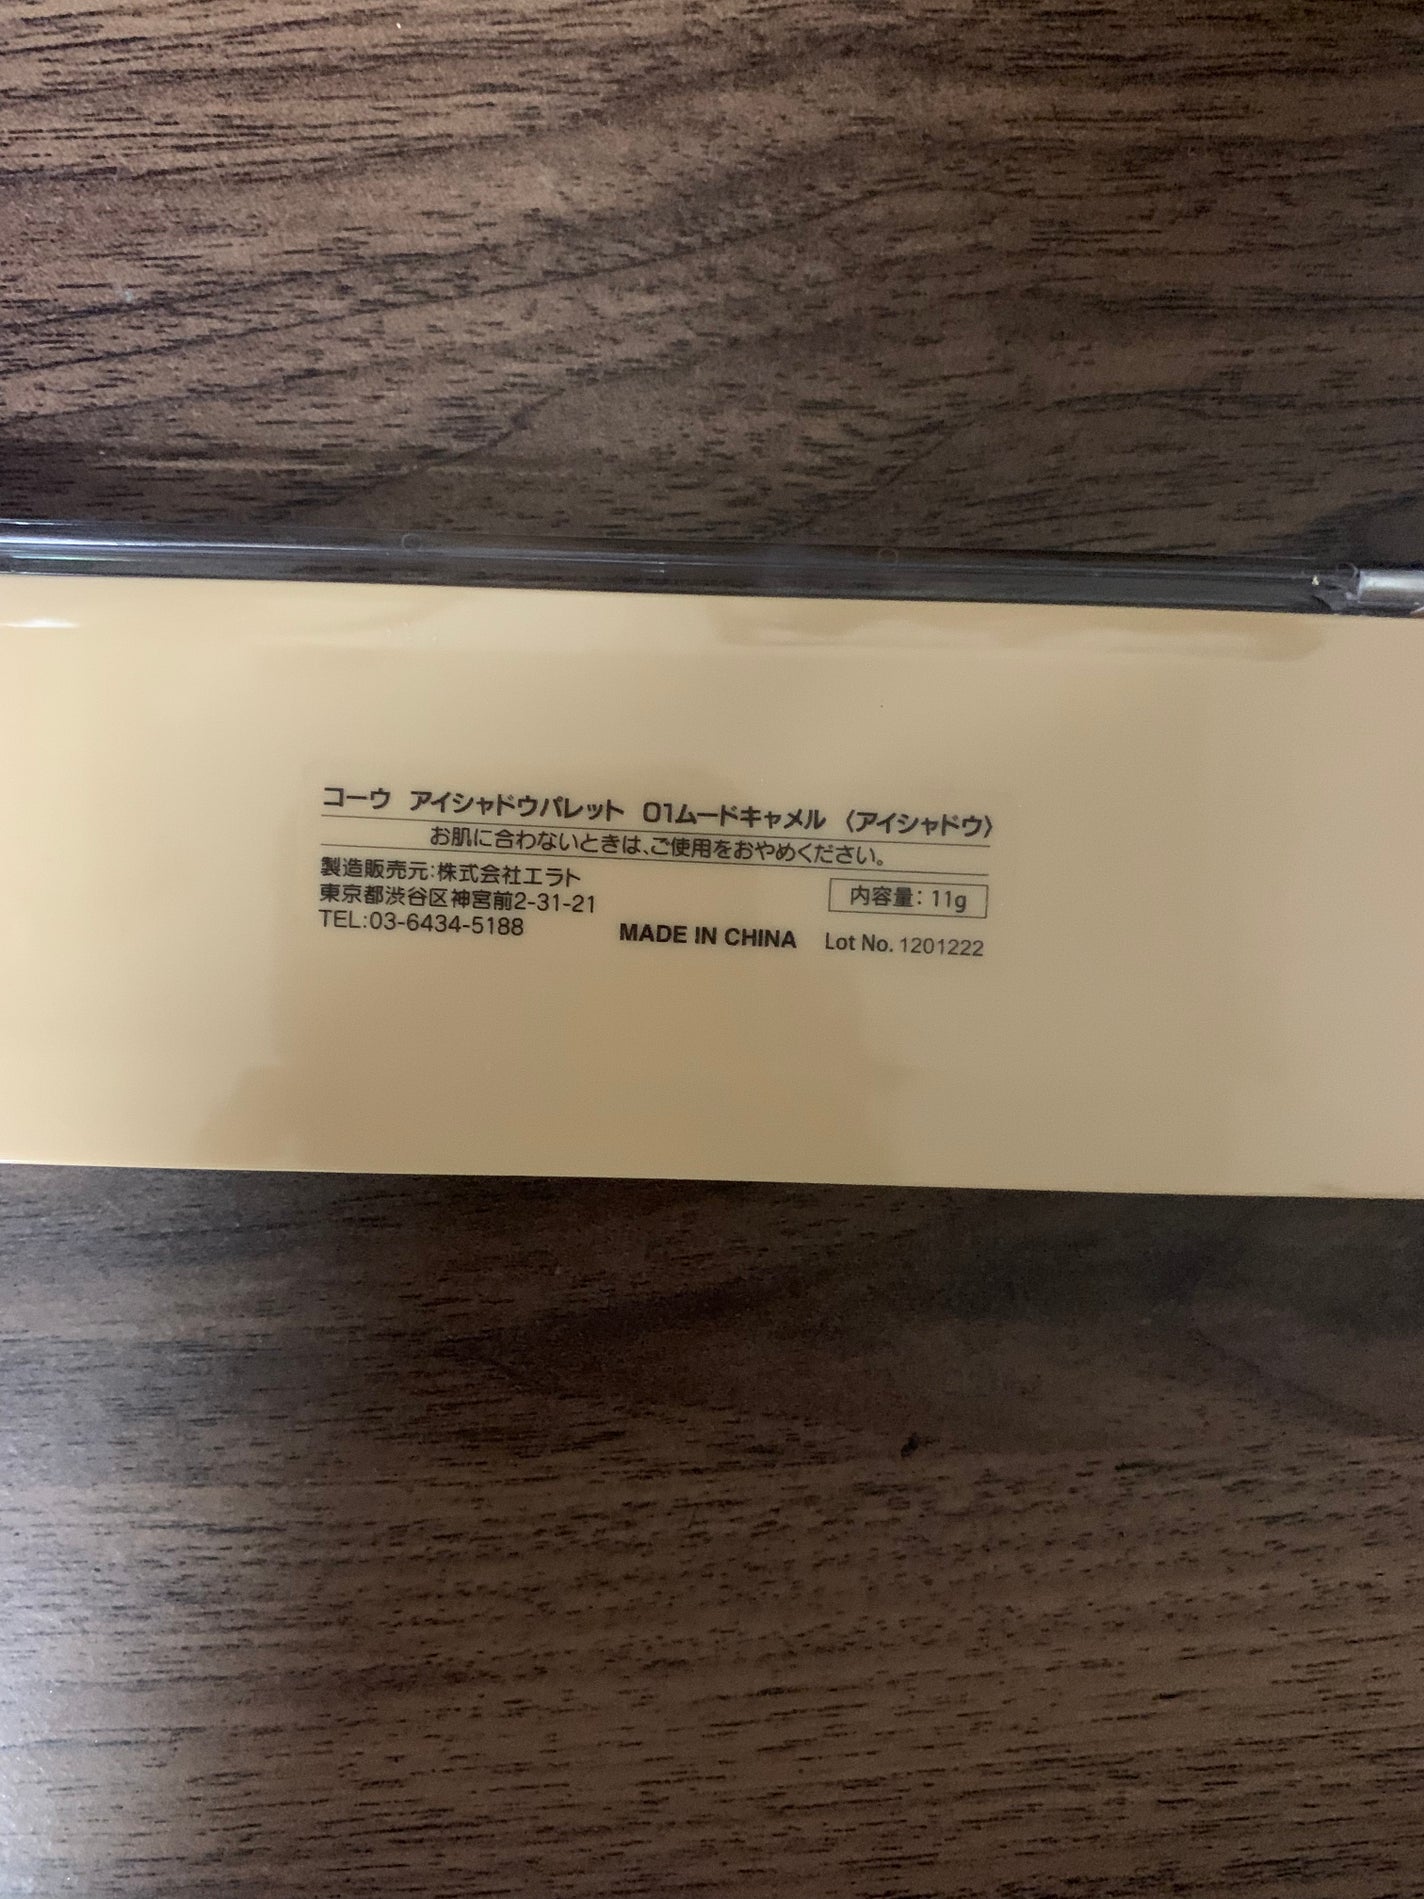 コーウ アイシャドウパレット 01ムードキャメル 〈アイシャドウ〉
お肌に合わないときは、ご使用をおやめください。
製造販売元:株式会社エラト
東京都渋谷区神宮前2-31-21
TEL:03-6434-5188
内容量:11g
MADE IN CHINA Lot No. 1201222